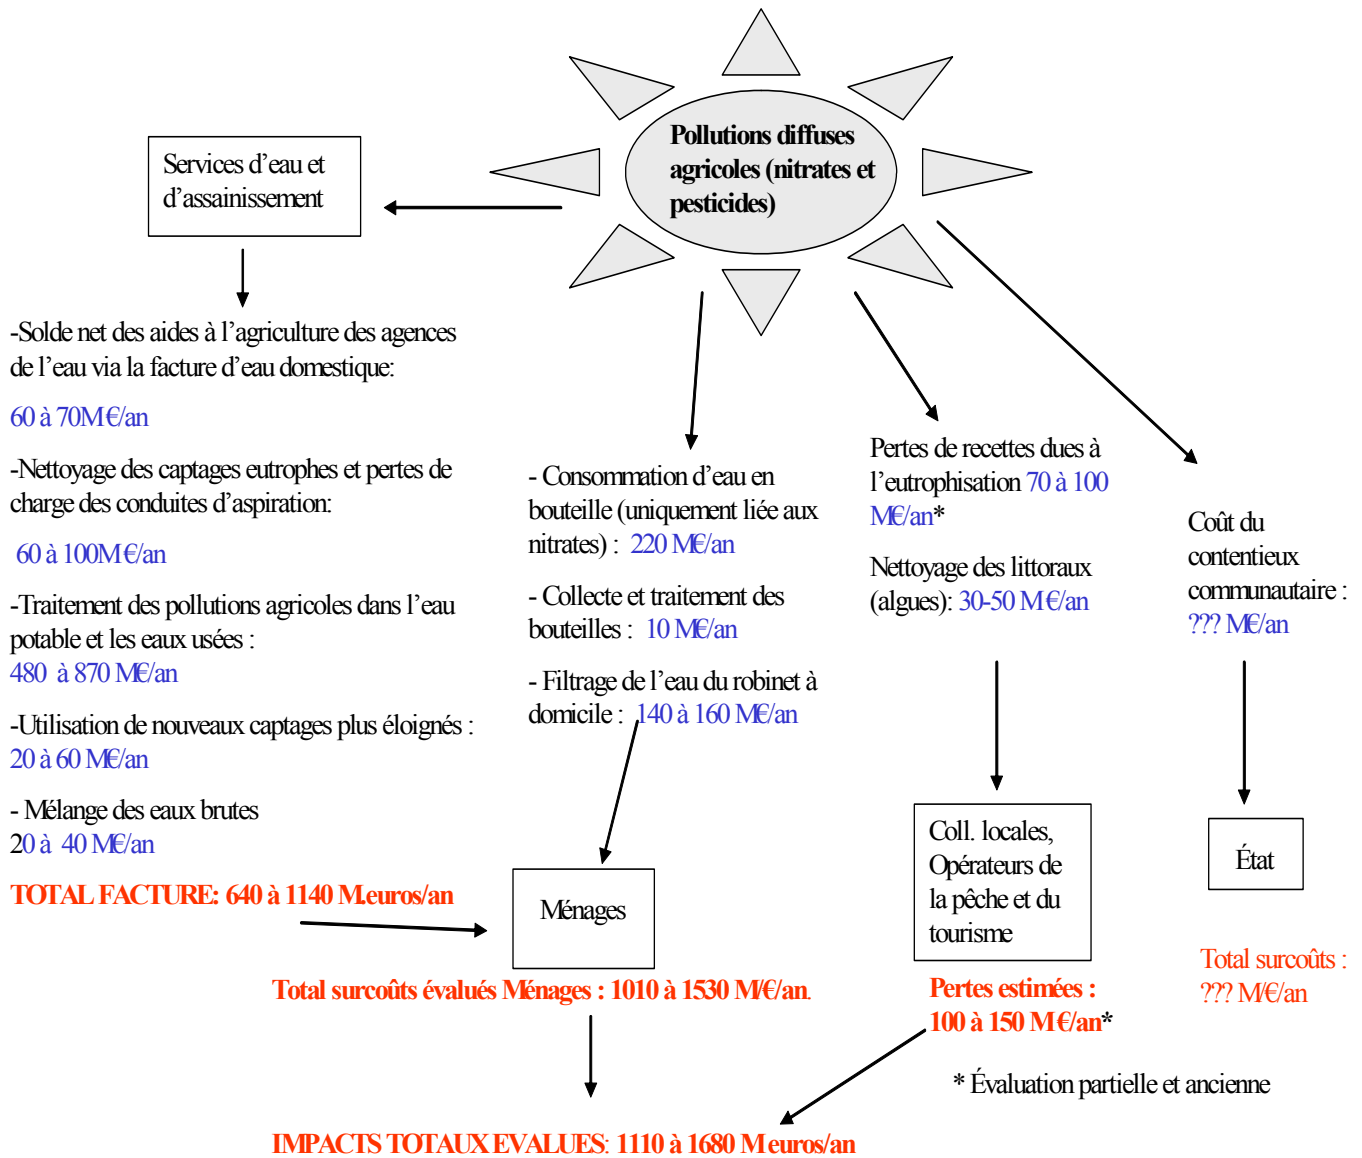 Pollutions diffuses
agricoles (nitrates et
pesticides)
Services d’eau et
d’assainissement
-Solde net des aides à l’agriculture des agences
de l’eau via la facture d’eau domestique:
60 à 70M€/an
-Nettoyage des captages eutrophes et pertes de
charge des conduites d’aspiration:
60 à 100M€/an
-Traitement des pollutions agricoles dans l’eau
potable et les eaux usées :
480 à 870 M€/an
-Utilisation de nouveaux captages plus éloignés :
20 à 60 M€/an
- Mélange des eaux brutes
20 à 40 M€/an
TOTAL FACTURE: 640 à 1140 M.euros/an
- Consommation d’eau en
bouteille (uniquement liée aux
nitrates) : 220 M€/an
- Collecte et traitement des
bouteilles : 10 M€/an
- Filtrage de l’eau du robinet à
domicile : 140 à 160 M€/an
Ménages
Total surcoûts évalués Ménages : 1010 à 1530 M/€/an.
Pertes de recettes dues à
l’eutrophisation 70 à 100
M€/an*
Nettoyage des littoraux
(algues): 30-50 M€/an
Coll. locales,
Opérateurs de
la pêche et du
tourisme
Pertes estimées :
100 à 150 M€/an*
Coût du
contentieux
communautaire :
??? M€/an
État
Total surcoûts :
??? M/€/an
* Évaluation partielle et ancienne
IMPACTS TOTAUX EVALUES: 1110 à 1680 M euros/an